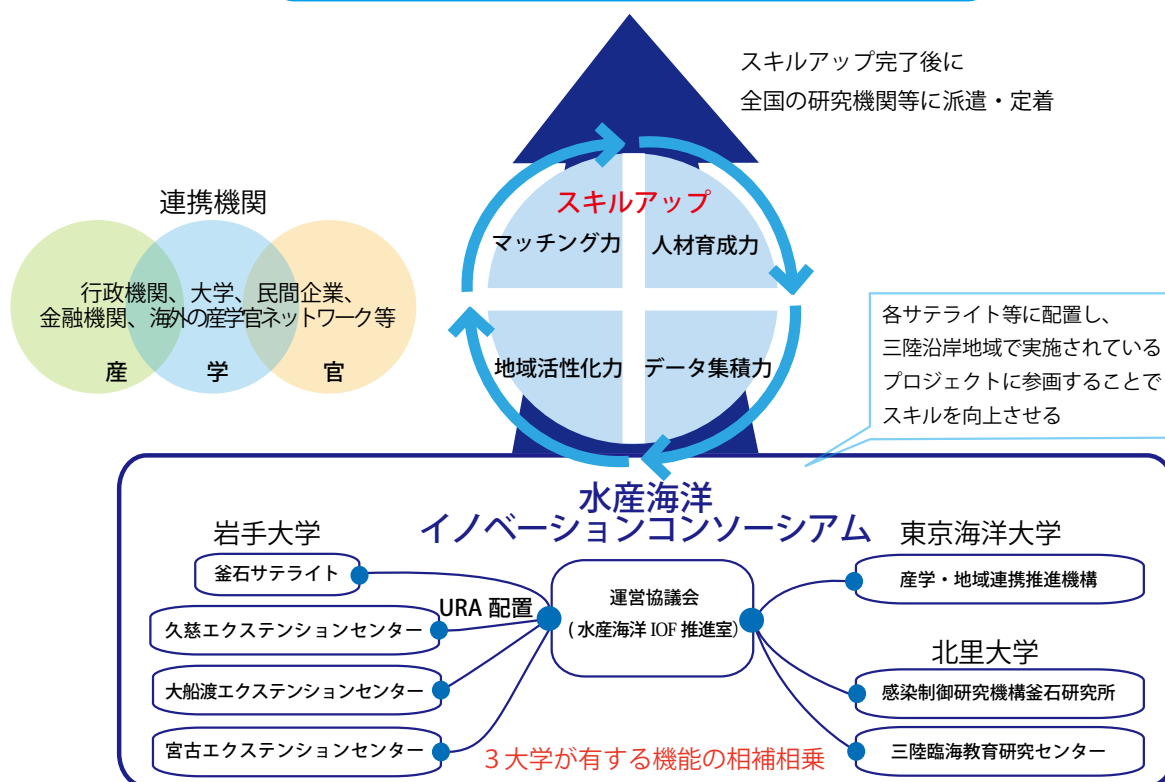 スキルアップ完了後に
全国の研究機関等に派遣・定着
連携機関
行政機関、大学、民間企業、
金融機関、海外の産学官ネットワーク等
産
学
官
スキルアップ
マッチング力
人材育成力
地域活性化力
データ集積力
各サテライト等に配置し、
三陸沿岸地域で実施されている
プロジェクトに参画することで
スキルを向上させる
水産海洋
イノベーションコンソーシアム
岩手大学
釜石サテライト
久慈エクステンションセンター
大船渡エクステンションセンター
宮古エクステンションセンター
URA 配置
運営協議会
( 水産海洋 IOF 推進室）
東京海洋大学
産学・地域連携推進機構
北里大学
感染制御研究機構釜石研究所
三陸臨海教育研究センター
3 大学が有する機能の相補相乗